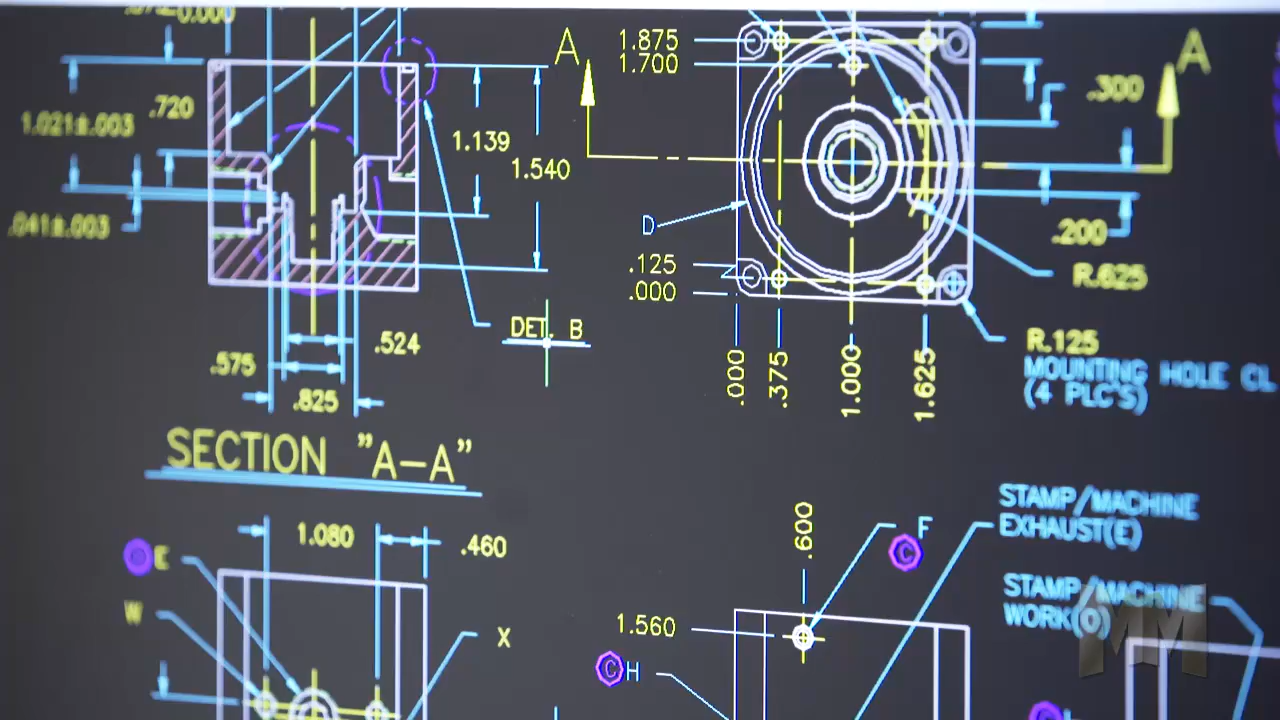 A
1.875
1.700
A
.300
.720
1.021±.003
1.139
1.540
.041±.003
D
.200
R.625
.125
.000
DET. B
.524
.575
.825
R.125
MOUNTING HOLE CL
(4 PLC'S)
.000
.375
1.000
1.625
SECTION "A-A"
STAMP/MACHINE
EXHAUST(E)
.600
F
C
1.080
.460
E
W
X
1.560
C H
STAMP/MACHINE
WORK(O)